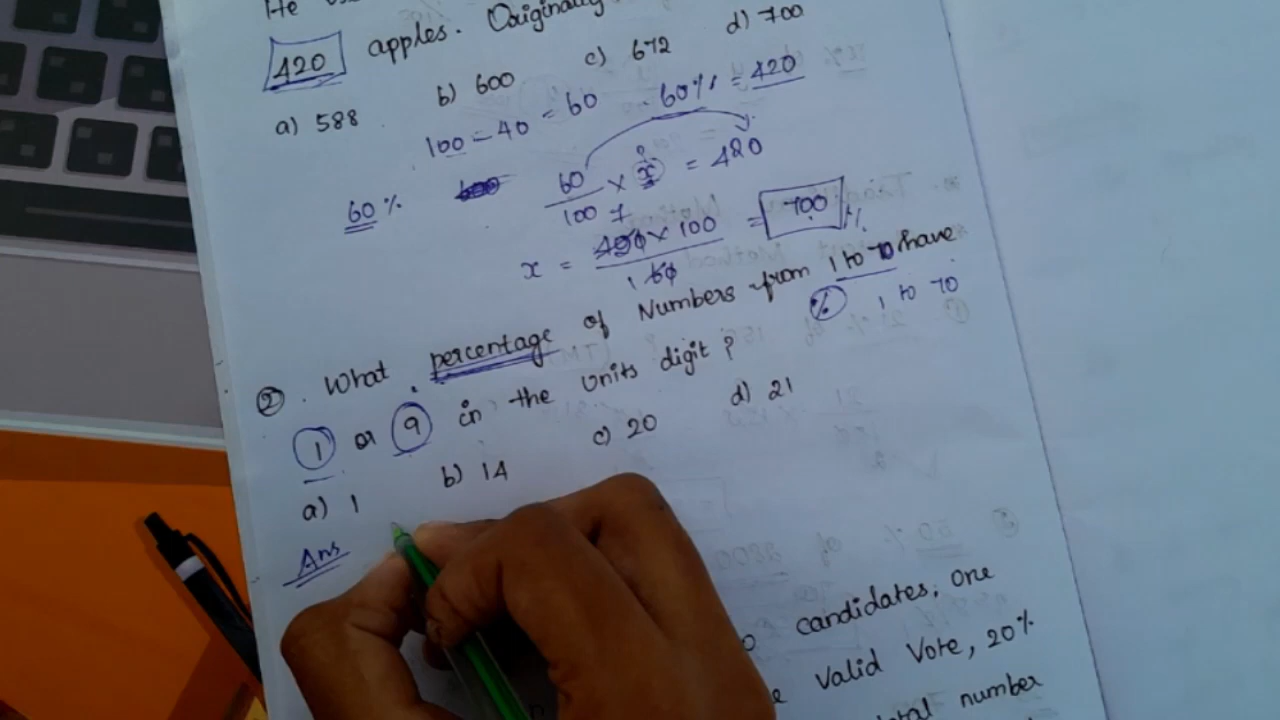 He
420 apples. Originally
a) 588 b) 600 c) 672 d) 700
100 - 40 = 60 60% = 420
60% 60/100 × x = 420
x = 420 × 100 / 60 = 700
② What percentage of Numbers from 1 to 70 have
1 to 70
1 or 9 in the Units digit ?
a) 1 b) 14 c) 20 d) 21
Ans
candidates, one
Valid Vote, 20%
number